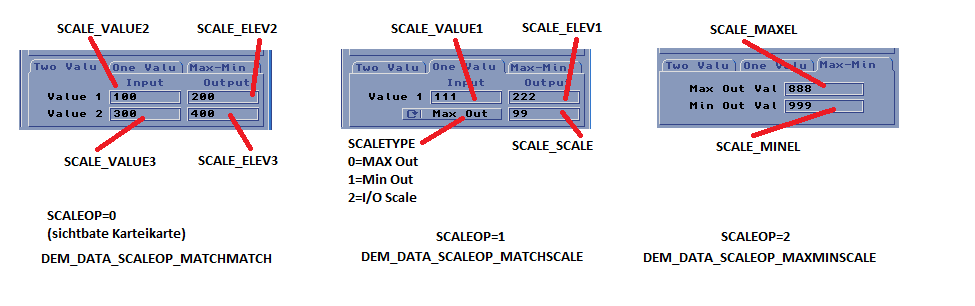 SCALE_VALUE2 SCALE_ELEV2
Two Valu One Valu Max-Min
Input Output
Value 1 100 200
Value 2 300 400
SCALE_VALUE3 SCALE_ELEV3
SCALEOP=0
(sichtbate Karteikarte)
DEM_DATA_SCALEOP_MATCHMATCH
SCALE_VALUE1 SCALE_ELEV1
Two Valu One Valu Max-Min
Input Output
Value 1 111 222
Max Out 99
SCALETYPE SCALE_SCALE
0=MAX Out
1=Min Out
2=I/O Scale
SCALEOP=1
DEM_DATA_SCALEOP_MATCHSCALE
SCALE_MAXEL
Two Valu One Valu Max-Min
Max Out Val 888
Min Out Val 999
SCALE_MINEL
SCALEOP=2
DEM_DATA_SCALEOP_MAXMINSCALE